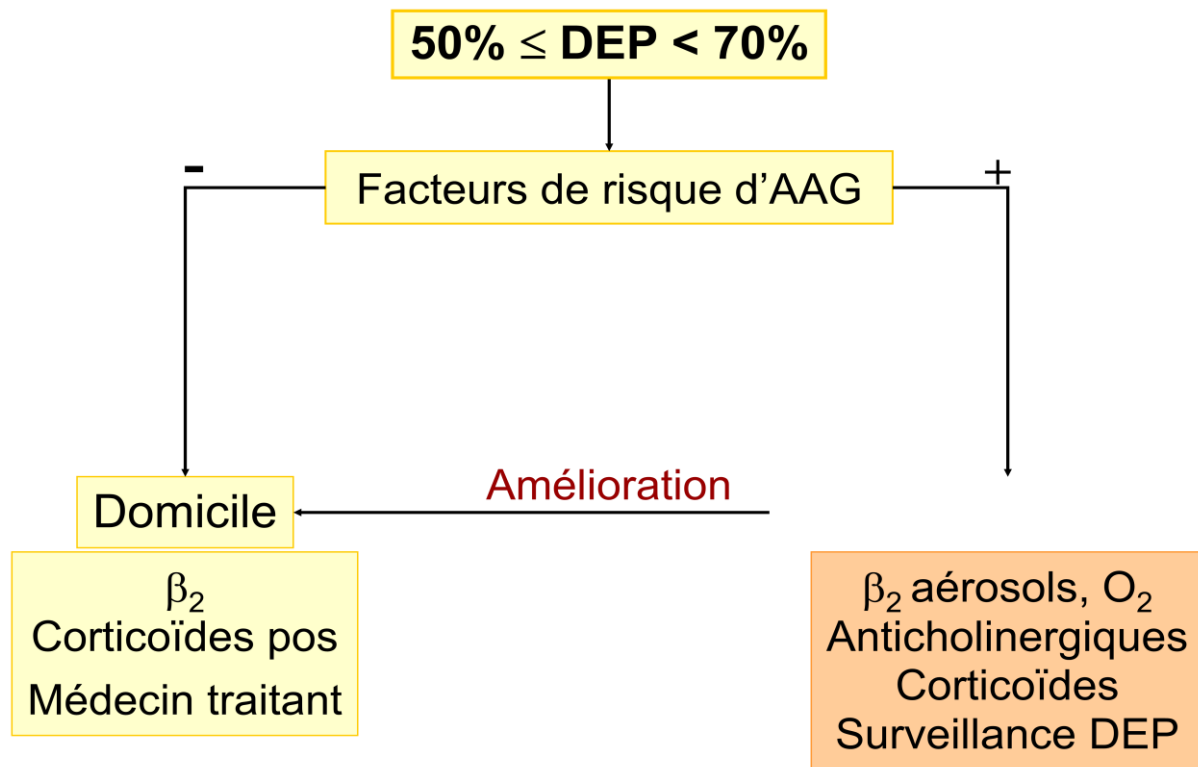 50% ≤ DEP < 70%
-
Facteurs de risque d’AAG
+
Amélioration
Domicile
β₂
Corticoïdes pos
Médecin traitant
β₂ aérosols, O₂
Anticholinergiques
Corticoïdes
Surveillance DEP